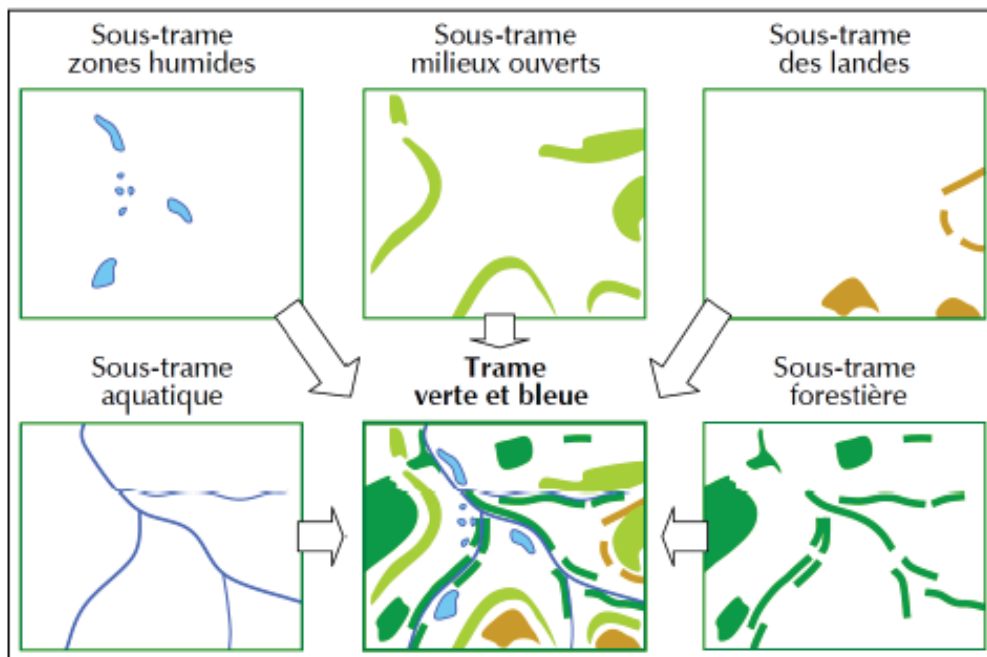 Sous-trame
zones humides
Sous-trame
milieux ouverts
Sous-trame
des landes
Sous-trame
aquatique
Trame
verte et bleue
Sous-trame
forestière